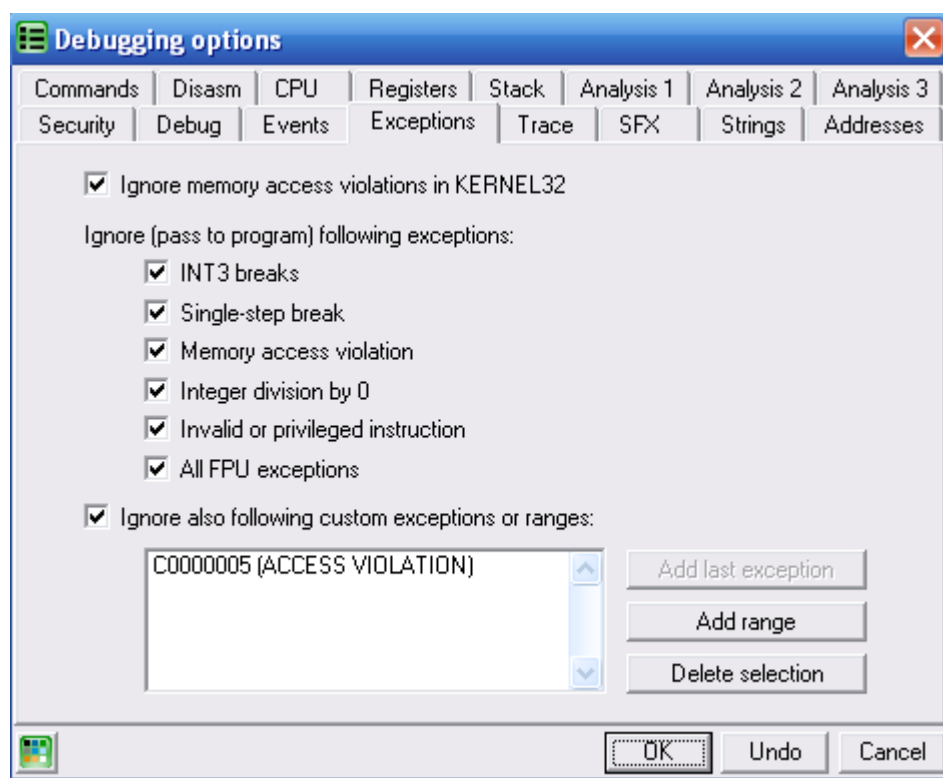 Debugging options
Commands Disasm CPU Registers Stack Analysis 1 Analysis 2 Analysis 3
Security Debug Events Exceptions Trace SFX Strings Addresses
Ignore memory access violations in KERNEL32
Ignore (pass to program) following exceptions:
INT3 breaks
Single-step break
Memory access violation
Integer division by 0
Invalid or privileged instruction
All FPU exceptions
Ignore also following custom exceptions or ranges:
C0000005 (ACCESS VIOLATION)
Add last exception
Add range
Delete selection
OK Undo Cancel